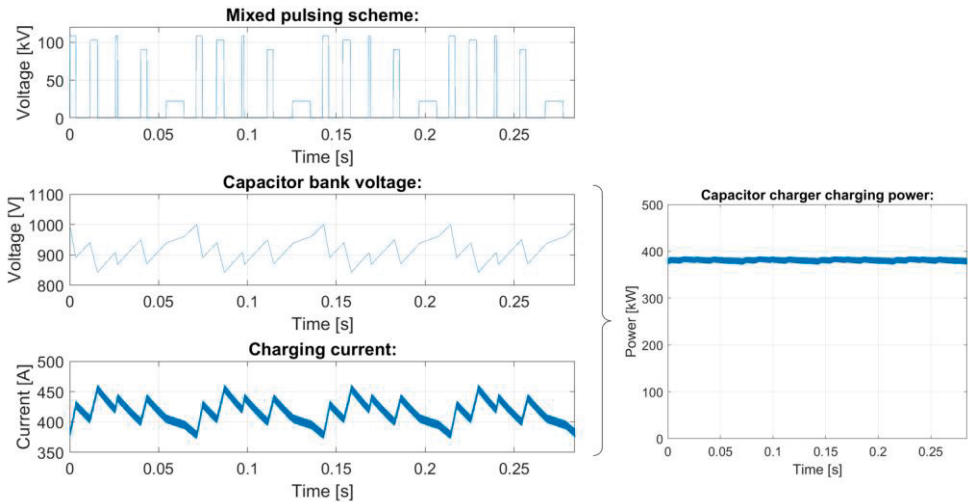 Mixed pulsing scheme:
Voltage [kV]
100
50
0
0 0.05 0.1 0.15 0.2 0.25
Time [s]
Capacitor bank voltage:
Voltage [V]
1100
1000
900
800
0 0.05 0.1 0.15 0.2 0.25
Time [s]
Charging current:
Current [A]
500
450
400
350
0 0.05 0.1 0.15 0.2 0.25
Time [s]
Capacitor charger charging power:
Power [kW]
500
400
300
200
100
0
0 0.05 0.1 0.15 0.2 0.25
Time [s]